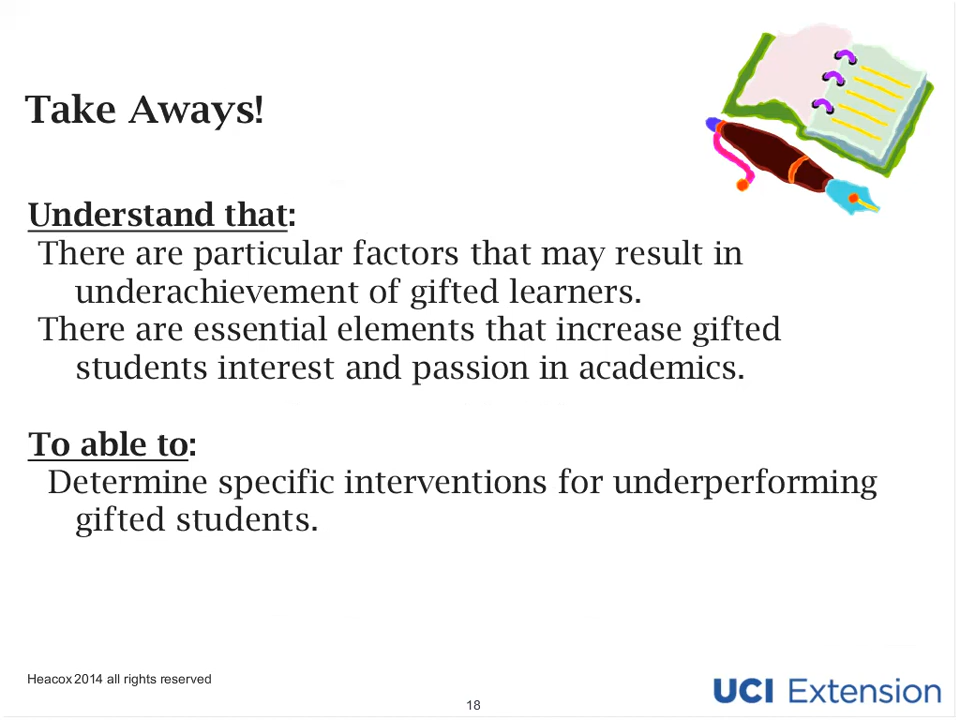 Take Aways!
Understand that:
There are particular factors that may result in
underachievement of gifted learners.
There are essential elements that increase gifted
students interest and passion in academics.
To able to:
Determine specific interventions for underperforming
gifted students.
Heacox 2014 all rights reserved
18
UCI Extension